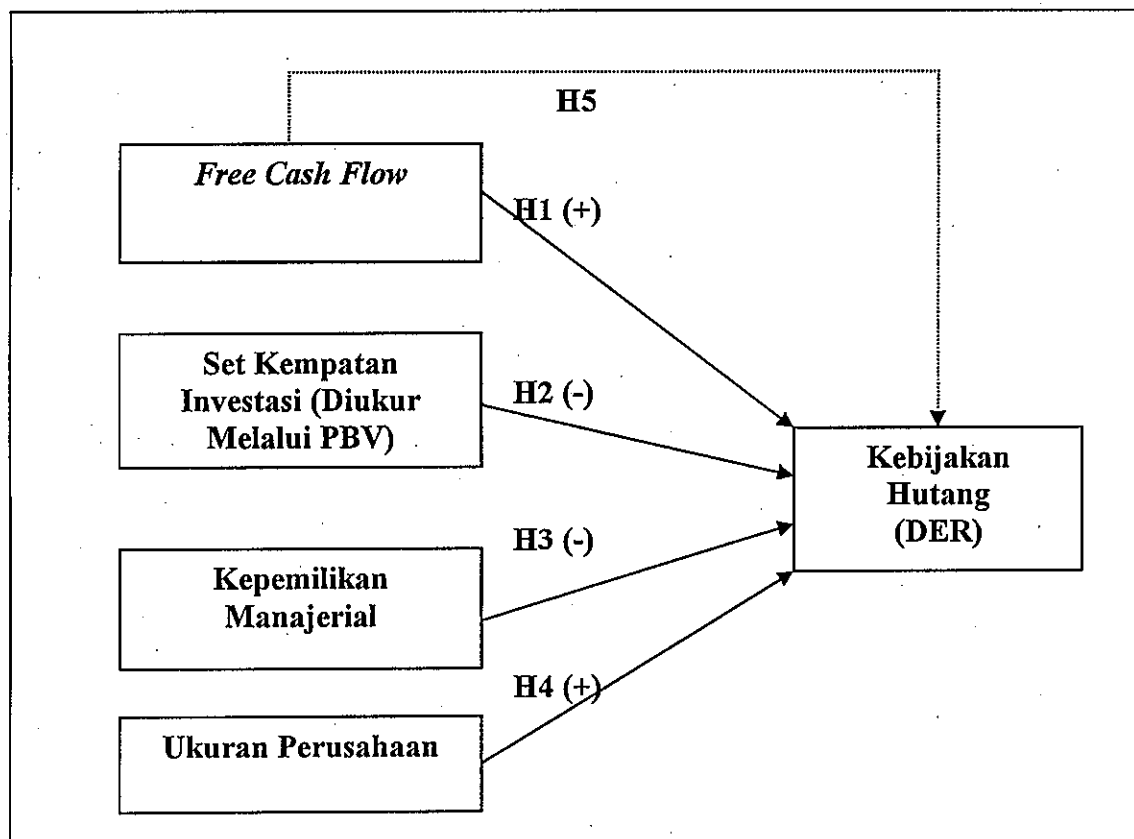 H5
Free Cash Flow
H1 (+)
Set Kempatan
Investasi (Diukur
Melalui PBV)
H2 (-)
Kebijakan
Hutang
(DER)
H3 (-)
Kepemilikan
Manajerial
H4 (+)
Ukuran Perusahaan